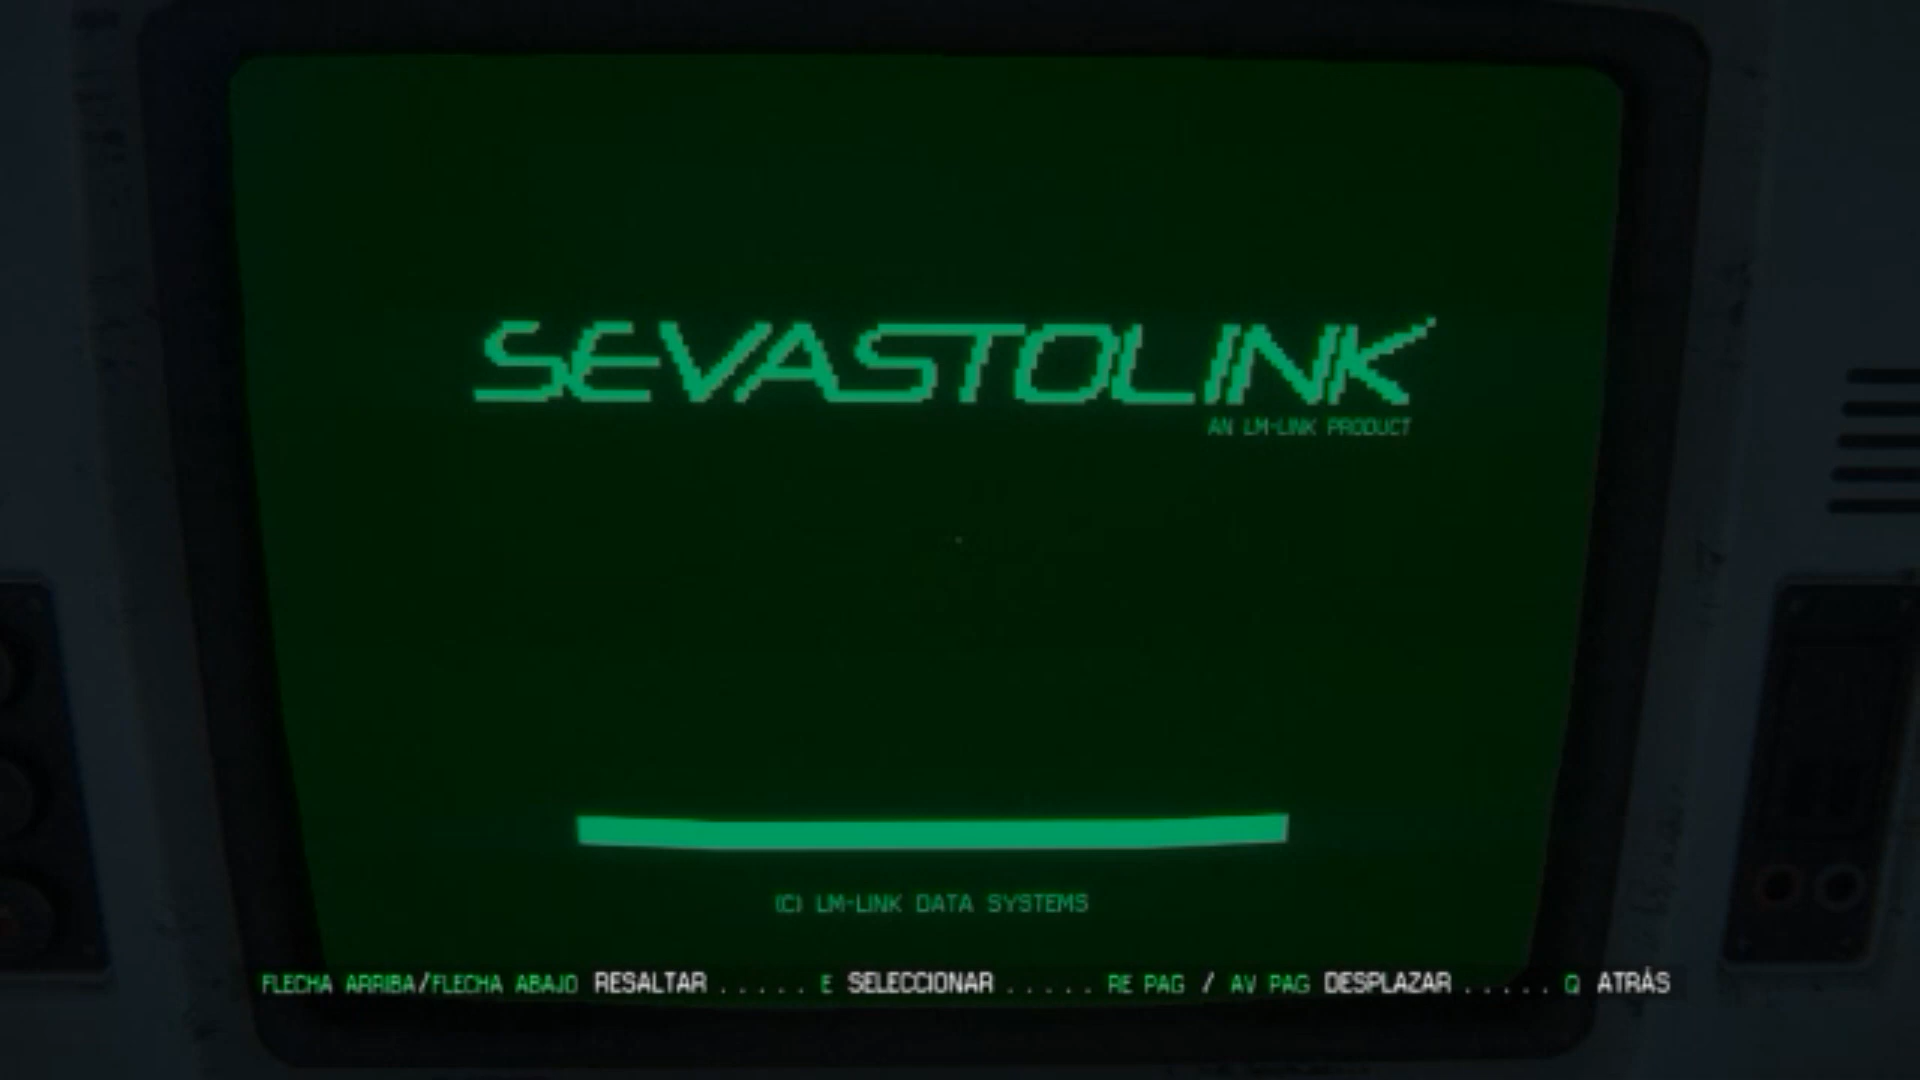 SEVASTOLINK
AN LM-LINK PRODUCT
(C) LM-LINK DATA SYSTEMS
FLECHA ARRIBA/FLECHA ABAJO RESALTAR ..... E SELECCIONAR ..... RE PAG / AV PAG DESPLAZAR ..... Q ATRÁS